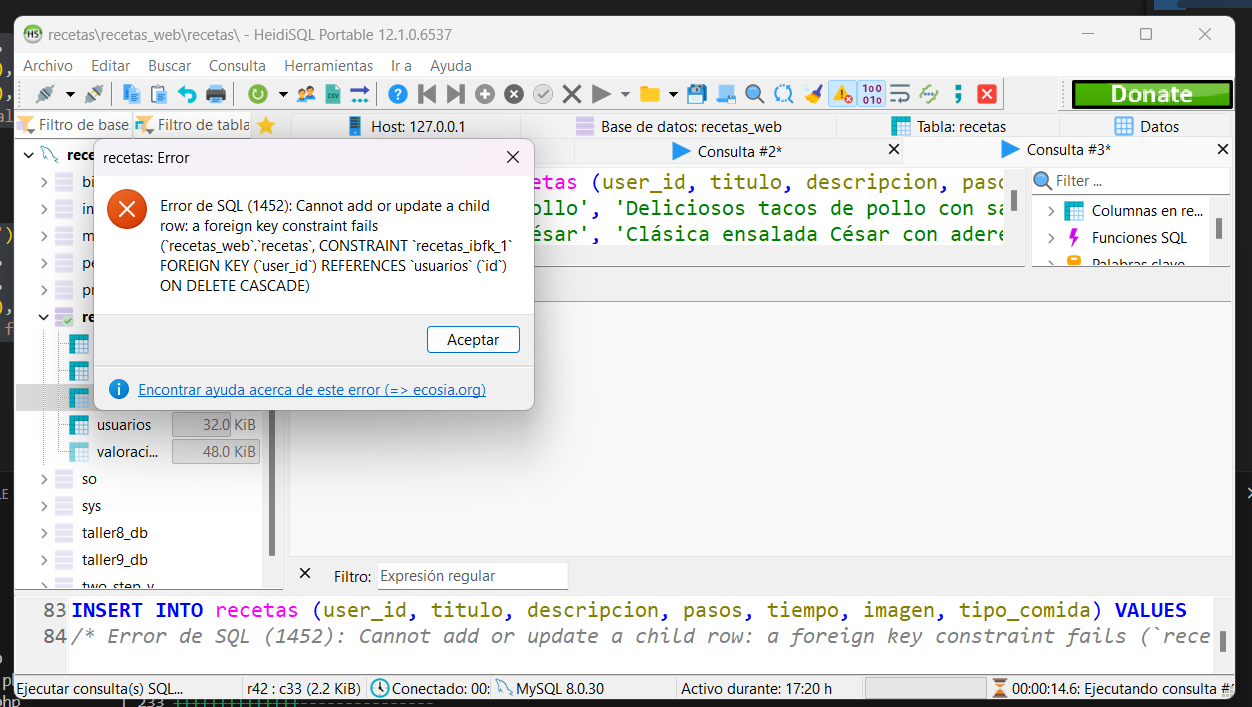 recetas\recetas_web\recetas\ - HeidiSQL Portable 12.1.0.6537
Archivo Editar Buscar Consulta Herramientas Ir a Ayuda
Donate
Filtro de base Filtro de tabla Host: 127.0.0.1 Base de datos: recetas_web Tabla: recetas Datos
Consulta #2* Consulta #3*
recetas: Error
Error de SQL (1452): Cannot add or update a child
row: a foreign key constraint fails
(`recetas_web`.`recetas`, CONSTRAINT `recetas_ibfk_1`
FOREIGN KEY (`user_id`) REFERENCES `usuarios` (`id`)
ON DELETE CASCADE)
Aceptar
Encontrar ayuda acerca de este error (=> ecosia.org)
etas (user_id, titulo, descripcion, paso
ollo', 'Deliciosos tacos de pollo con sa
ésar', 'Clásica ensalada César con adere
Filter ...
Columnas en re...
Funciones SQL
Palabras clave
rece
bi
in
m
pe
pr
re
usuarios 32.0 KiB
valoraci... 48.0 KiB
so
sys
taller8_db
taller9_db
two_step_v
Filtro: Expresión regular
83 INSERT INTO recetas (user_id, titulo, descripcion, pasos, tiempo, imagen, tipo_comida) VALUES
84 /* Error de SQL (1452): Cannot add or update a child row: a foreign key constraint fails (`rece
Ejecutar consulta(s) SQL... r42 : c33 (2.2 KiB) Conectado: 00: MySQL 8.0.30 Activo durante: 17:20 h 00:00:14.6: Ejecutando consulta #